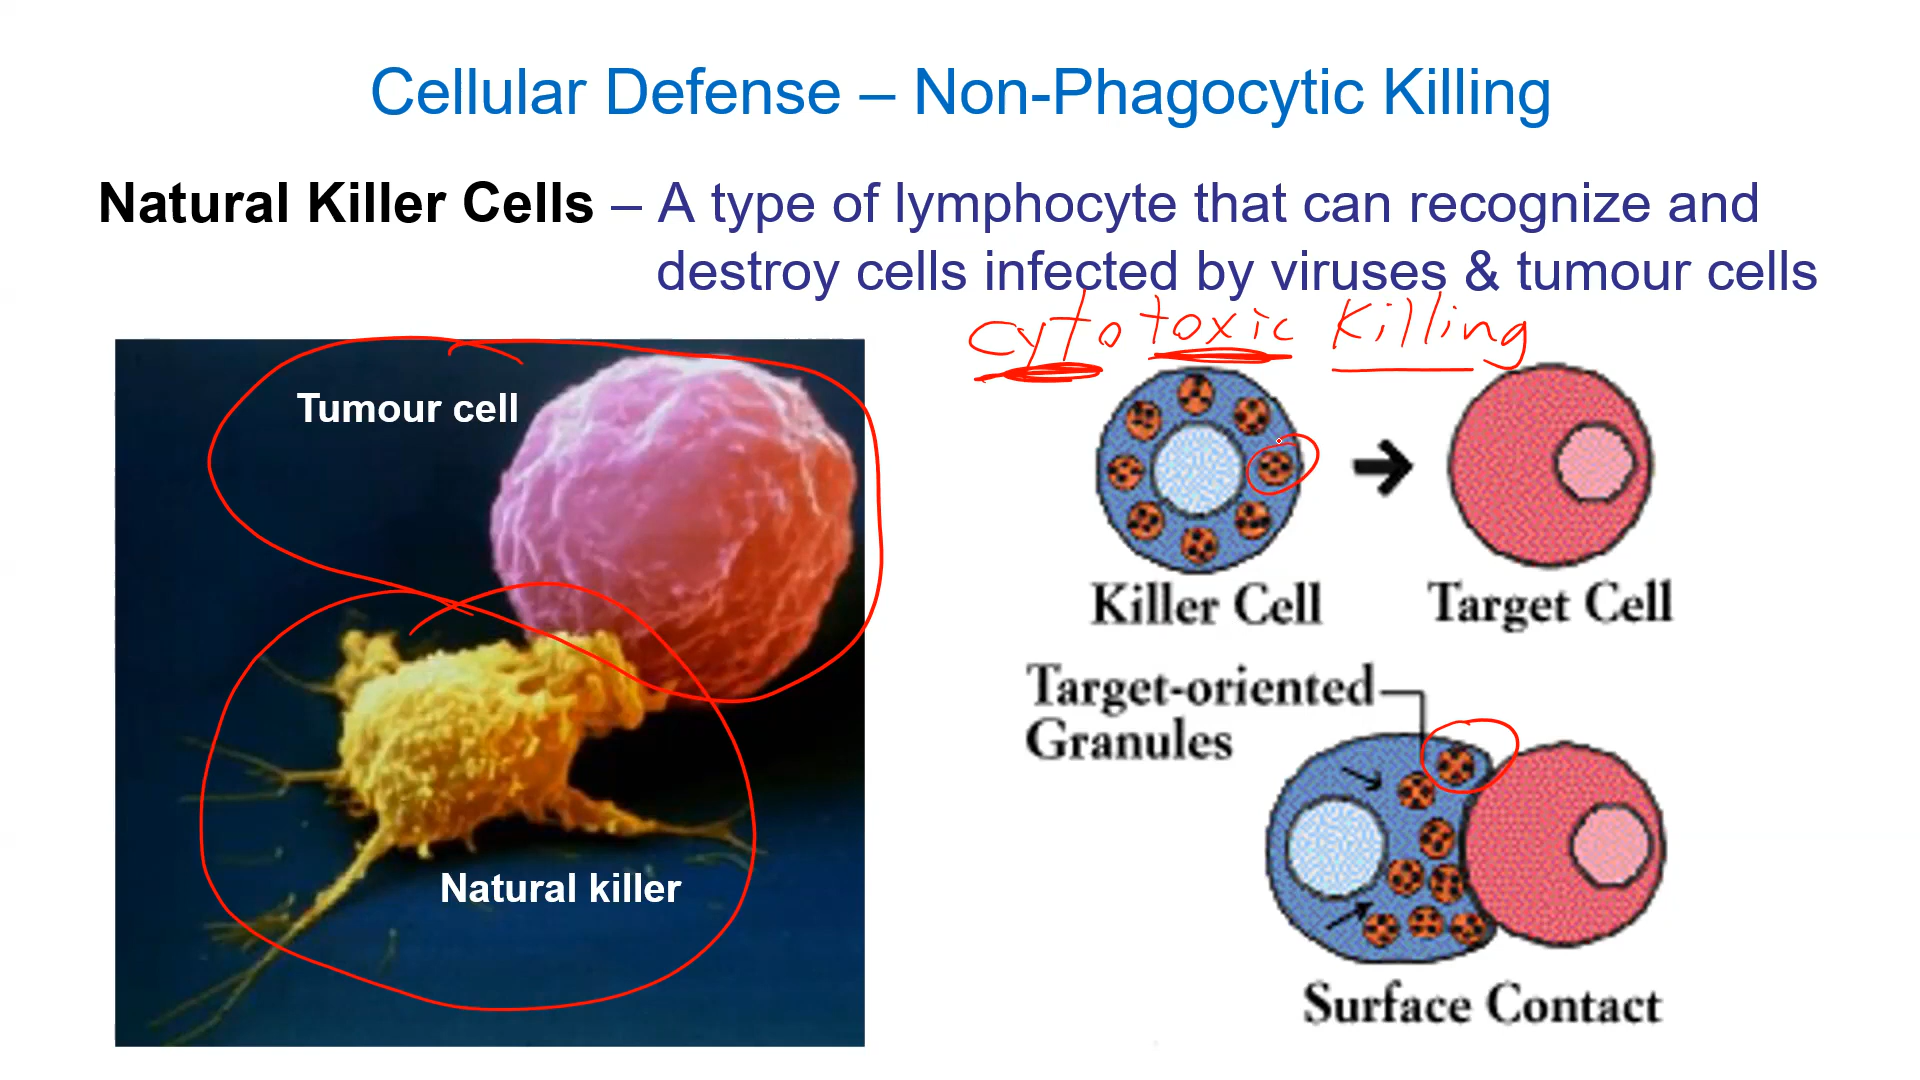 Cellular Defense – Non-Phagocytic Killing
Natural Killer Cells – A type of lymphocyte that can recognize and
destroy cells infected by viruses & tumour cells
cytotoxic killing
Tumour cell
Natural killer
Killer Cell
Target Cell
Target-oriented
Granules
Surface Contact